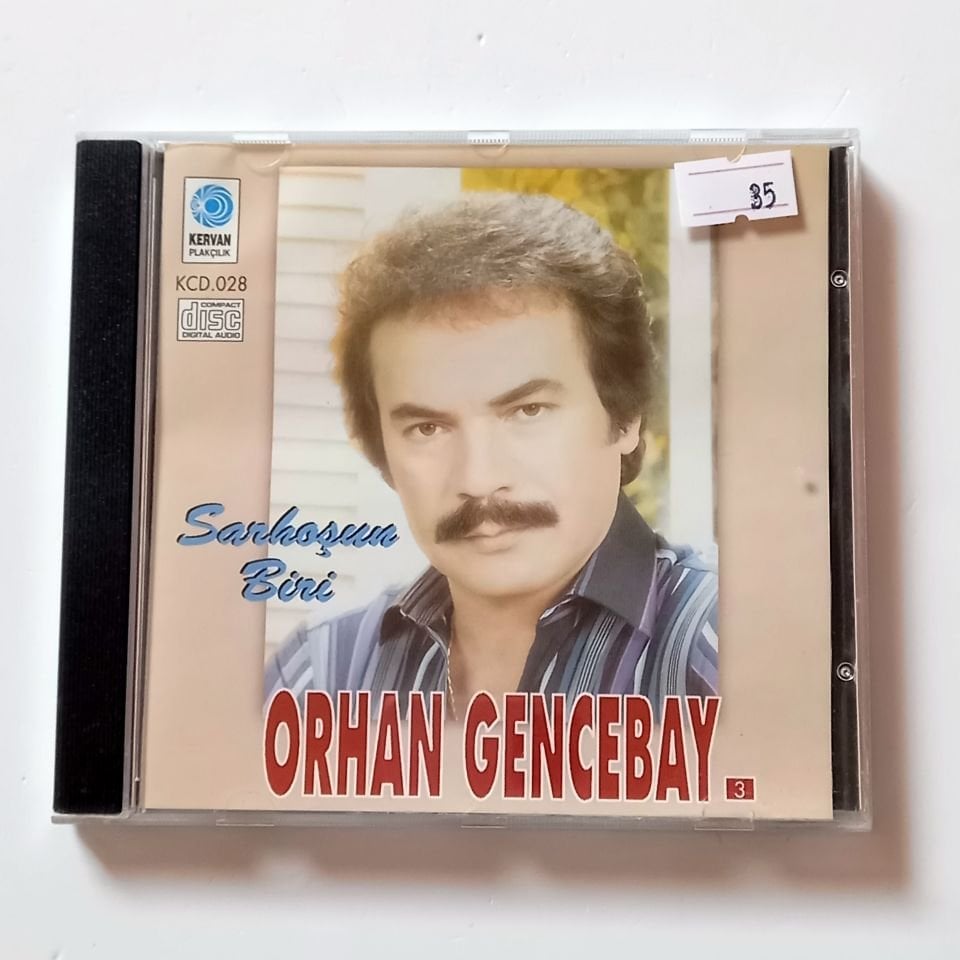 KERVAN
PLAKÇILIK
KCD.028
COMPACT
disc
DIGITAL AUDIO
35
Sarhoşun
Biri
ORHAN GENCEBAY
3